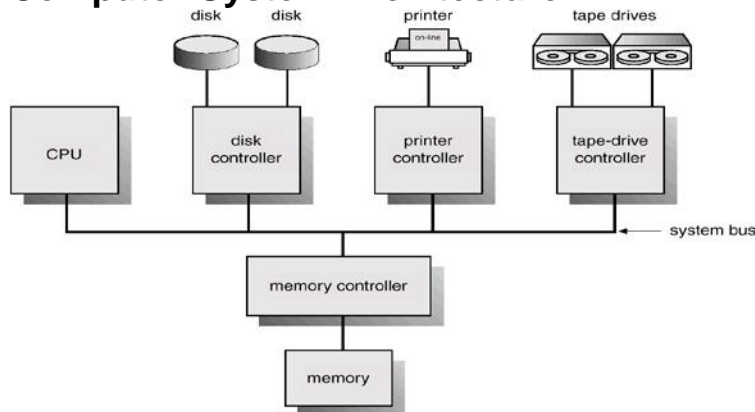 disk disk printer tape drives
on-line
CPU
disk
controller
printer
controller
tape-drive
controller
system bus
memory controller
memory